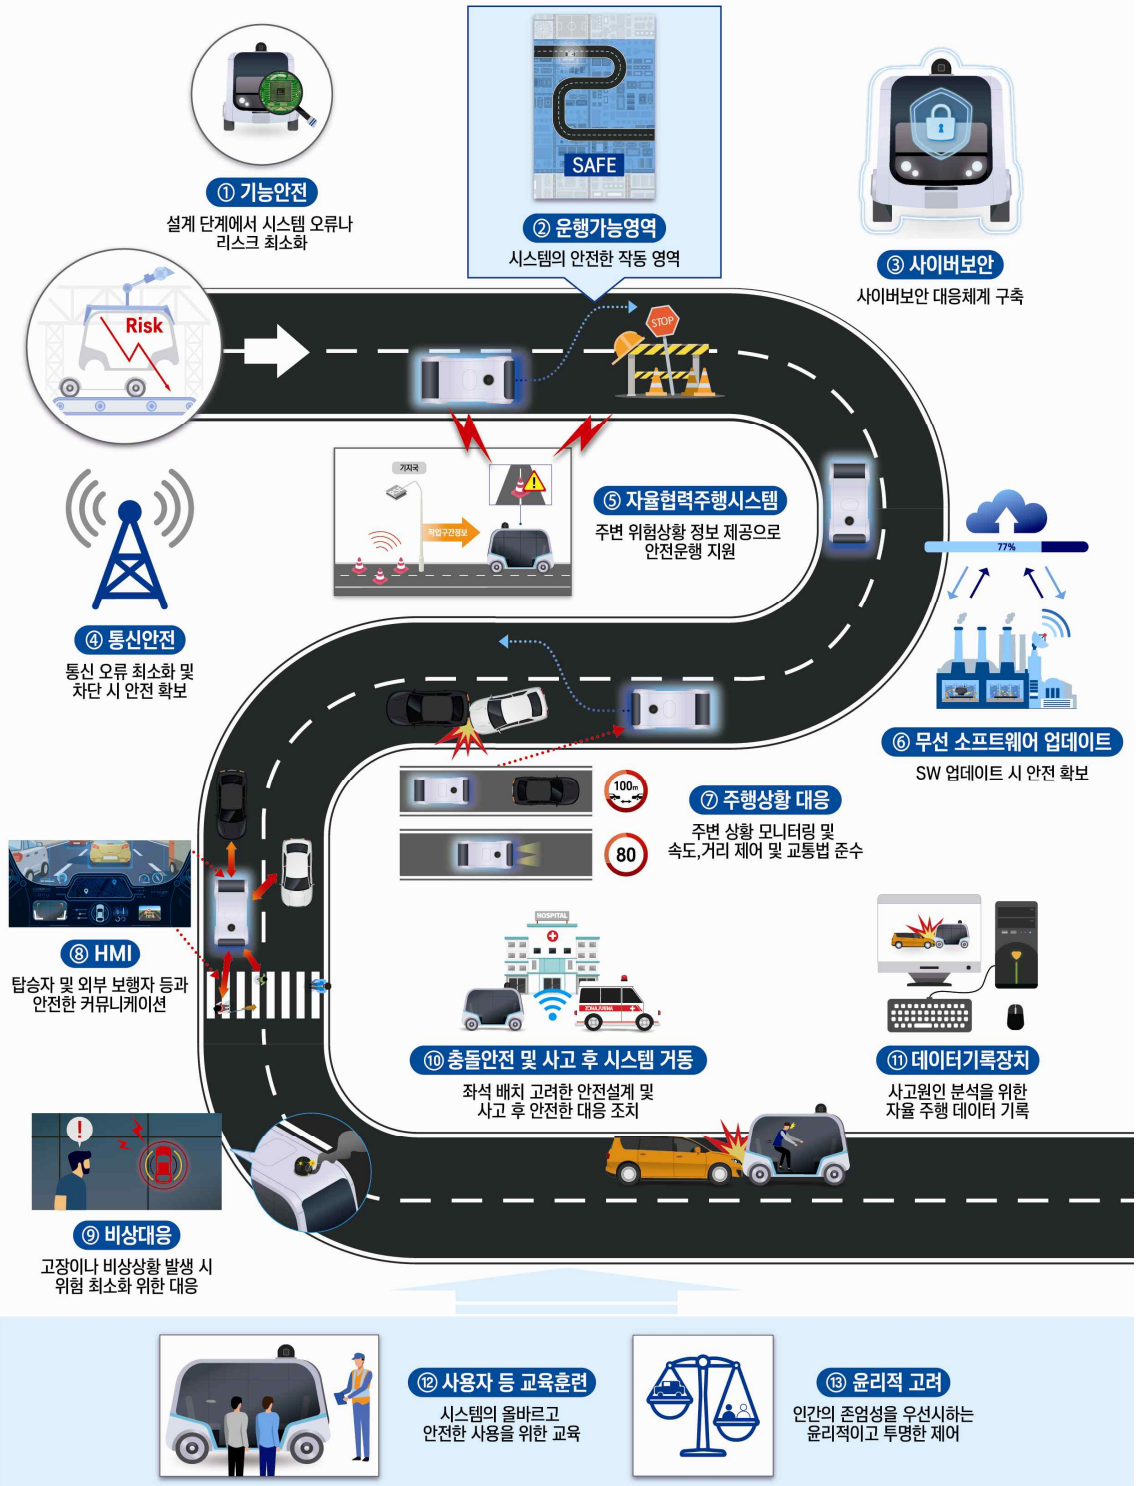 ① 기능안전
설계 단계에서 시스템 오류나
리스크 최소화
SAFE
② 운행가능영역
시스템의 안전한 작동 영역
③ 사이버보안
사이버보안 대응체계 구축
Risk
STOP
기지국
작업구간정보
④ 통신안전
통신 오류 최소화 및
차단 시 안전 확보
⑤ 자율협력주행시스템
주변 위험상황 정보 제공으로
안전운행 지원
77%
⑥ 무선 소프트웨어 업데이트
SW 업데이트 시 안전 확보
100m
80
⑦ 주행상황 대응
주변 상황 모니터링 및
속도,거리 제어 및 교통법 준수
⑧ HMI
탑승자 및 외부 보행자 등과
안전한 커뮤니케이션
HOSPITAL
⑩ 충돌안전 및 사고 후 시스템 거동
좌석 배치 고려한 안전설계 및
사고 후 안전한 대응 조치
⑪ 데이터기록장치
사고원인 분석을 위한
자율 주행 데이터 기록
!
⑨ 비상대응
고장이나 비상상황 발생 시
위험 최소화 위한 대응
⑫ 사용자 등 교육훈련
시스템의 올바르고
안전한 사용을 위한 교육
⑬ 윤리적 고려
인간의 존엄성을 우선시하는
윤리적이고 투명한 제어